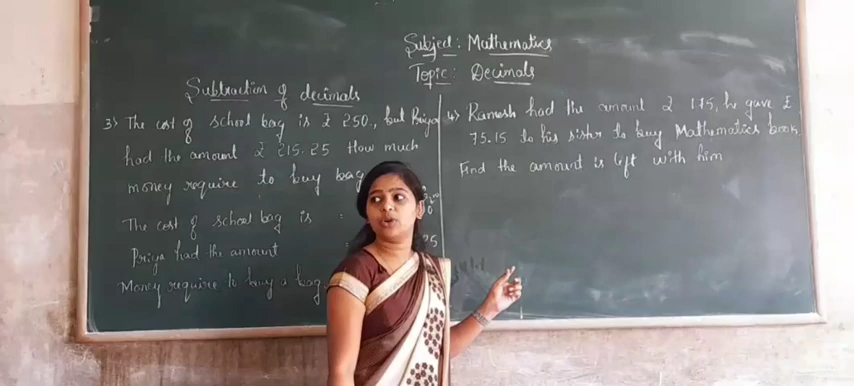 Subject: Mathematics
Topic: Decimals
Subtraction of decimals
3) The cost of school bag is ₹ 250., but Priya
had the amount ₹ 215.25 How much
money require to buy bag
The cost of school bag is =
Priya had the amount = 25
Money require to buy a bag
4) Ramesh had the amount ₹ 175, he gave ₹
75.15 to his sister to buy Mathematics book.
Find the amount is left with him